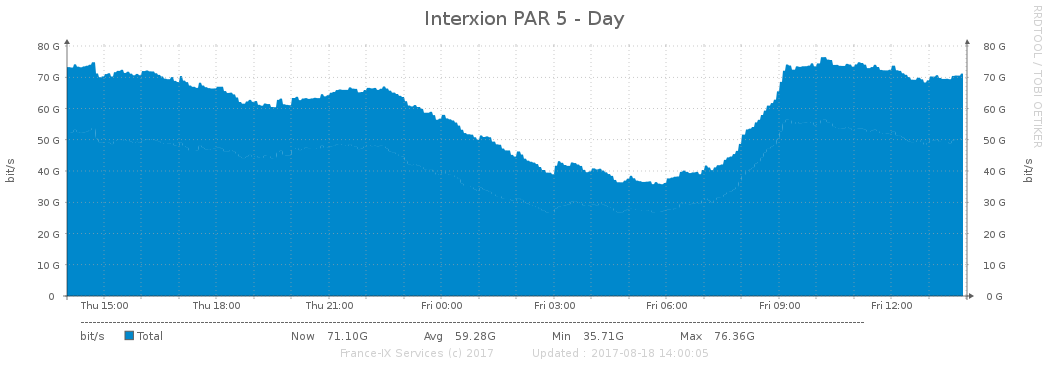 Interxion PAR 5 - Day
RRDTOOL / TOBI OETIKER
80 G 80 G
70 G 70 G
60 G 60 G
50 G 50 G
40 G 40 G
30 G 30 G
20 G 20 G
10 G 10 G
0 0 G
bit/s bit/s
Thu 15:00 Thu 18:00 Thu 21:00 Fri 00:00 Fri 03:00 Fri 06:00 Fri 09:00 Fri 12:00
bit/s Total Now 71.10G Avg 59.28G Min 35.71G Max 76.36G
France-IX Services (c) 2017 Updated : 2017-08-18 14:00:05